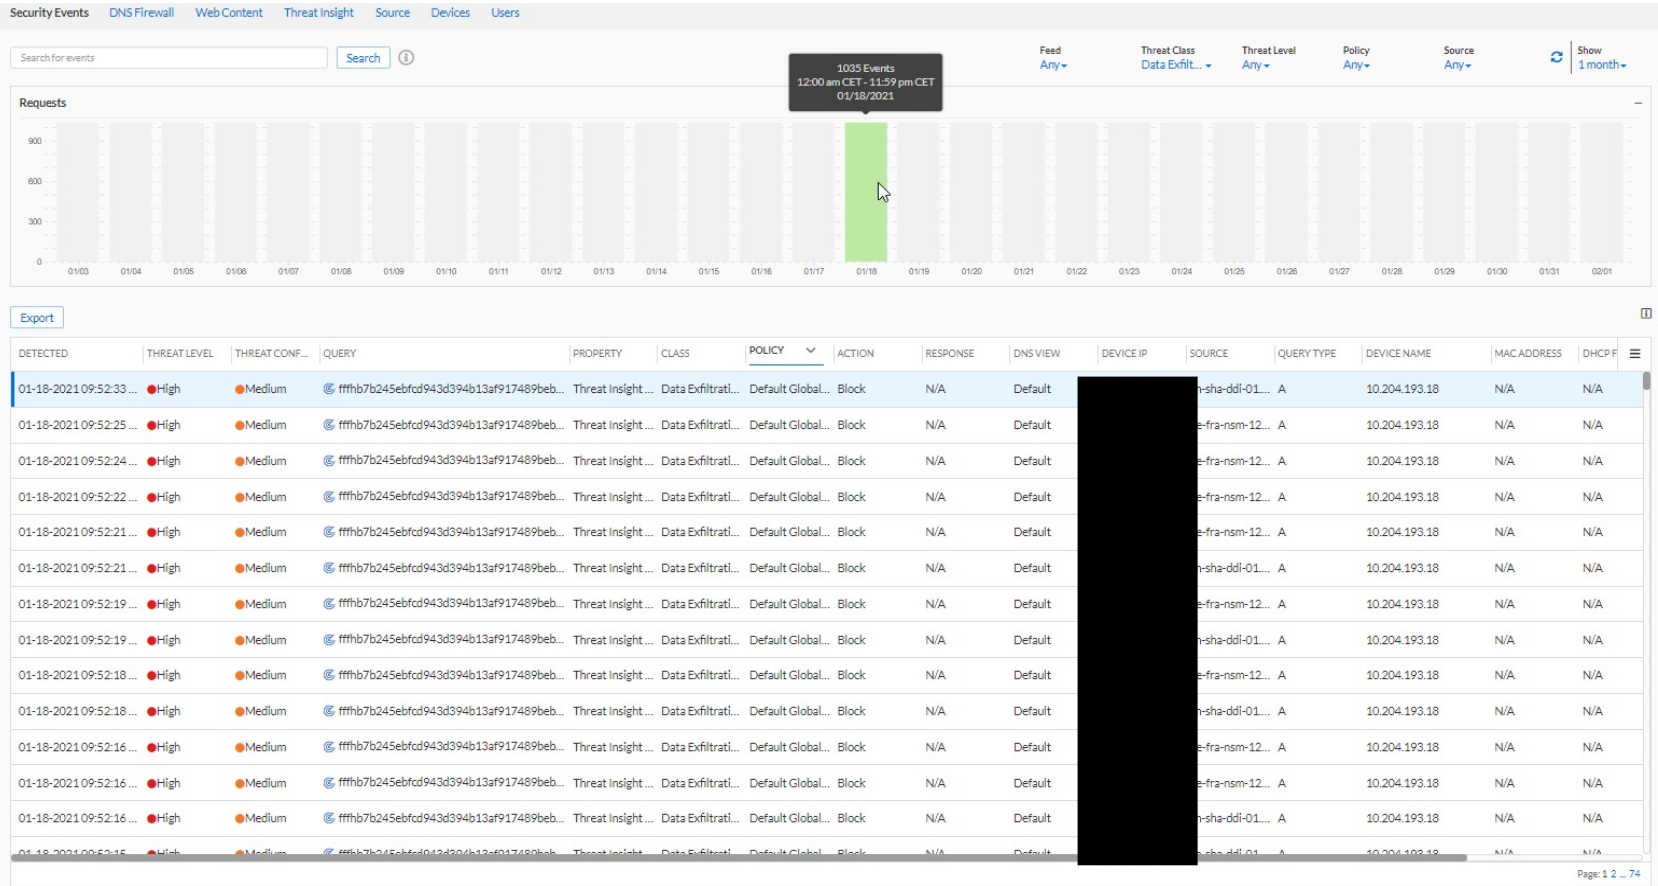 Security Events DNS Firewall Web Content Threat Insight Source Devices Users
Search for events Search
Feed Any
Threat Class Data Exfilt...
Threat Level Any
Policy Any
Source Any
Show 1 month
1035 Events
12:00 am CET - 11:59 pm CET
01/18/2021
Requests
900
600
300
0
01/03 01/04 01/05 01/06 01/07 01/08 01/09 01/10 01/11 01/12 01/13 01/14 01/15 01/16 01/17 01/18 01/19 01/20 01/21 01/22 01/23 01/24 01/25 01/26 01/27 01/28 01/29 01/30 01/31 02/01
Export
DETECTED THREAT LEVEL THREAT CONF... QUERY PROPERTY CLASS POLICY ACTION RESPONSE DNS VIEW DEVICE IP SOURCE QUERY TYPE DEVICE NAME MAC ADDRESS DHCP F
01-18-2021 09:52:33 ... High Medium fffhb7b245ebfcd943d394b13af917489beb... Threat Insight ... Data Exfiltrati... Default Global... Block N/A Default n-sha-ddi-01.... A 10.204.193.18 N/A N/A
01-18-2021 09:52:25 ... High Medium fffhb7b245ebfcd943d394b13af917489beb... Threat Insight ... Data Exfiltrati... Default Global... Block N/A Default e-fra-nsm-12... A 10.204.193.18 N/A N/A
01-18-2021 09:52:24 ... High Medium fffhb7b245ebfcd943d394b13af917489beb... Threat Insight ... Data Exfiltrati... Default Global... Block N/A Default e-fra-nsm-12... A 10.204.193.18 N/A N/A
01-18-2021 09:52:22 ... High Medium fffhb7b245ebfcd943d394b13af917489beb... Threat Insight ... Data Exfiltrati... Default Global... Block N/A Default e-fra-nsm-12... A 10.204.193.18 N/A N/A
01-18-2021 09:52:21 ... High Medium fffhb7b245ebfcd943d394b13af917489beb... Threat Insight ... Data Exfiltrati... Default Global... Block N/A Default e-fra-nsm-12... A 10.204.193.18 N/A N/A
01-18-2021 09:52:21 ... High Medium fffhb7b245ebfcd943d394b13af917489beb... Threat Insight ... Data Exfiltrati... Default Global... Block N/A Default n-sha-ddi-01.... A 10.204.193.18 N/A N/A
01-18-2021 09:52:19 ... High Medium fffhb7b245ebfcd943d394b13af917489beb... Threat Insight ... Data Exfiltrati... Default Global... Block N/A Default e-fra-nsm-12... A 10.204.193.18 N/A N/A
01-18-2021 09:52:19 ... High Medium fffhb7b245ebfcd943d394b13af917489beb... Threat Insight ... Data Exfiltrati... Default Global... Block N/A Default n-sha-ddi-01.... A 10.204.193.18 N/A N/A
01-18-2021 09:52:18 ... High Medium fffhb7b245ebfcd943d394b13af917489beb... Threat Insight ... Data Exfiltrati... Default Global... Block N/A Default e-fra-nsm-12... A 10.204.193.18 N/A N/A
01-18-2021 09:52:18 ... High Medium fffhb7b245ebfcd943d394b13af917489beb... Threat Insight ... Data Exfiltrati... Default Global... Block N/A Default n-sha-ddi-01.... A 10.204.193.18 N/A N/A
01-18-2021 09:52:16 ... High Medium fffhb7b245ebfcd943d394b13af917489beb... Threat Insight ... Data Exfiltrati... Default Global... Block N/A Default e-fra-nsm-12... A 10.204.193.18 N/A N/A
01-18-2021 09:52:16 ... High Medium fffhb7b245ebfcd943d394b13af917489beb... Threat Insight ... Data Exfiltrati... Default Global... Block N/A Default e-fra-nsm-12... A 10.204.193.18 N/A N/A
01-18-2021 09:52:16 ... High Medium fffhb7b245ebfcd943d394b13af917489beb... Threat Insight ... Data Exfiltrati... Default Global... Block N/A Default n-sha-ddi-01.... A 10.204.193.18 N/A N/A
Page: 1 2 ... 74